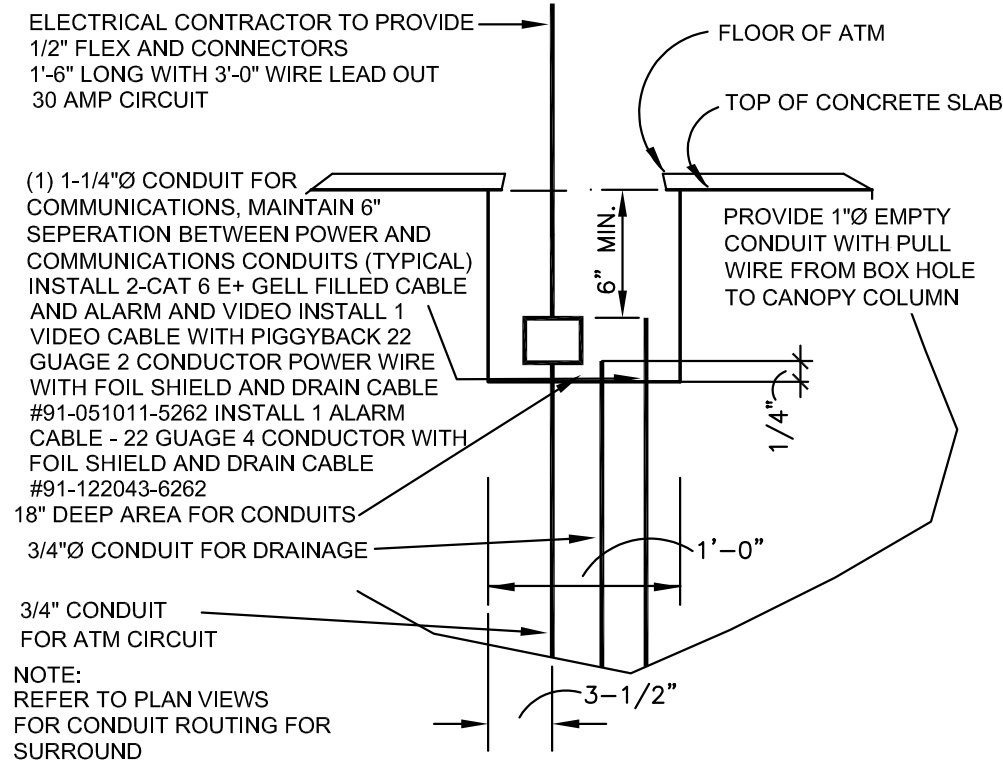 ELECTRICAL CONTRACTOR TO PROVIDE
1/2" FLEX AND CONNECTORS
1'-6" LONG WITH 3'-0" WIRE LEAD OUT
30 AMP CIRCUIT
FLOOR OF ATM
TOP OF CONCRETE SLAB
(1) 1-1/4"Ø CONDUIT FOR
COMMUNICATIONS, MAINTAIN 6"
SEPERATION BETWEEN POWER AND
COMMUNICATIONS CONDUITS (TYPICAL)
INSTALL 2-CAT 6 E+ GELL FILLED CABLE
AND ALARM AND VIDEO INSTALL 1
VIDEO CABLE WITH PIGGYBACK 22
GUAGE 2 CONDUCTOR POWER WIRE
WITH FOIL SHIELD AND DRAIN CABLE
#91-051011-5262 INSTALL 1 ALARM
CABLE - 22 GUAGE 4 CONDUCTOR WITH
FOIL SHIELD AND DRAIN CABLE
#91-122043-6262
6" MIN.
PROVIDE 1"Ø EMPTY
CONDUIT WITH PULL
WIRE FROM BOX HOLE
TO CANOPY COLUMN
1/4"
18" DEEP AREA FOR CONDUITS
3/4"Ø CONDUIT FOR DRAINAGE
1'-0"
3/4" CONDUIT
FOR ATM CIRCUIT
NOTE:
REFER TO PLAN VIEWS
FOR CONDUIT ROUTING FOR
SURROUND
3-1/2"